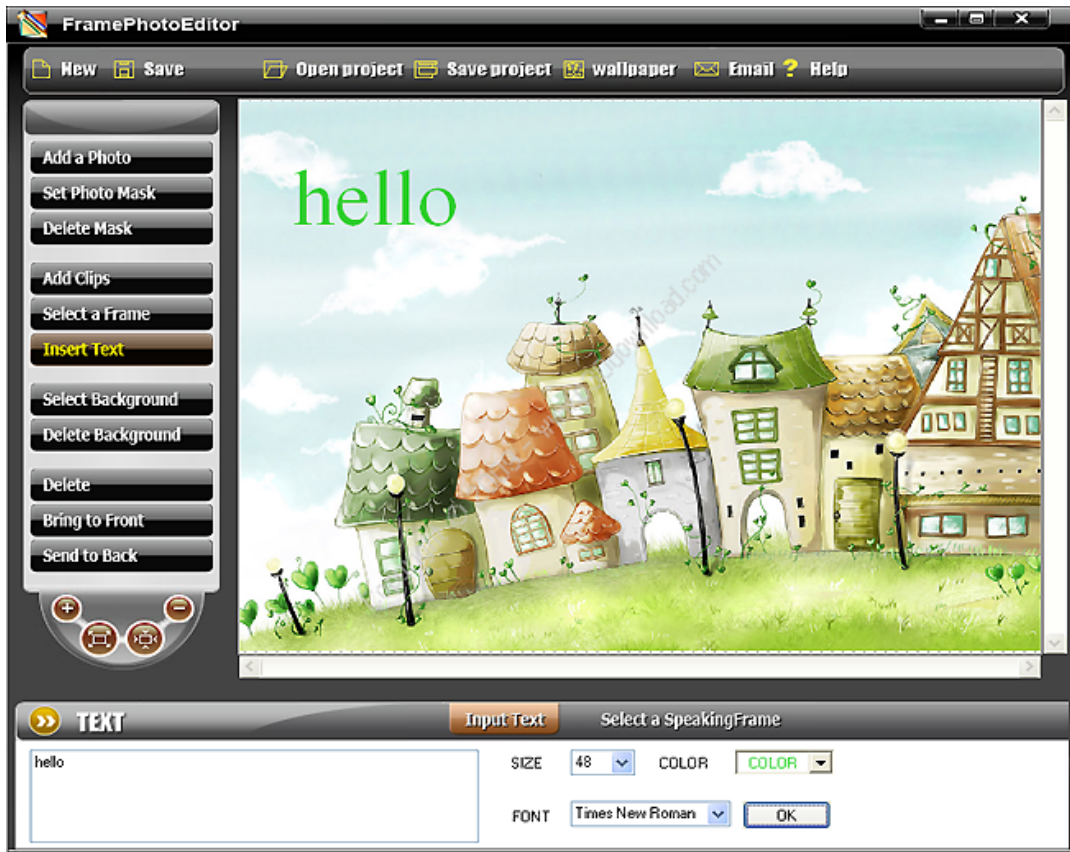 FramePhotoEditor
New Save Open project Save project wallpaper Email ? Help
Add a Photo
Set Photo Mask
Delete Mask
Add Clips
Select a Frame
Insert Text
Select Background
Delete Background
Delete
Bring to Front
Send to Back
hello
TEXT Input Text Select a SpeakingFrame
hello
SIZE 48 COLOR COLOR
FONT Times New Roman OK